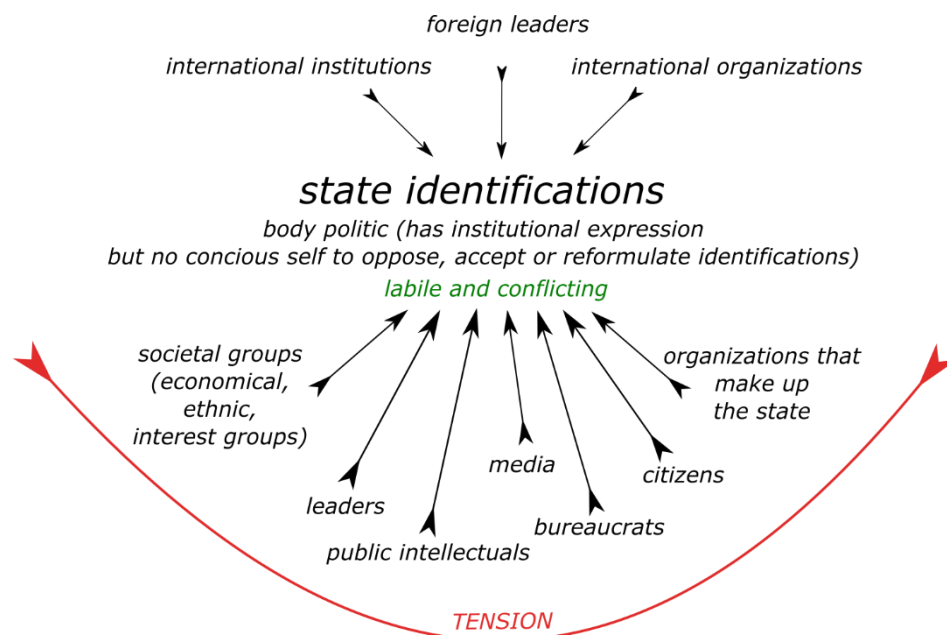 foreign leaders
international institutions
international organizations
state identifications
body politic (has institutional expression
but no concious self to oppose, accept or reformulate identifications)
labile and conflicting
societal groups
(economical,
ethnic,
interest groups)
organizations that
make up
the state
media
citizens
leaders
bureaucrats
public intellectuals
TENSION